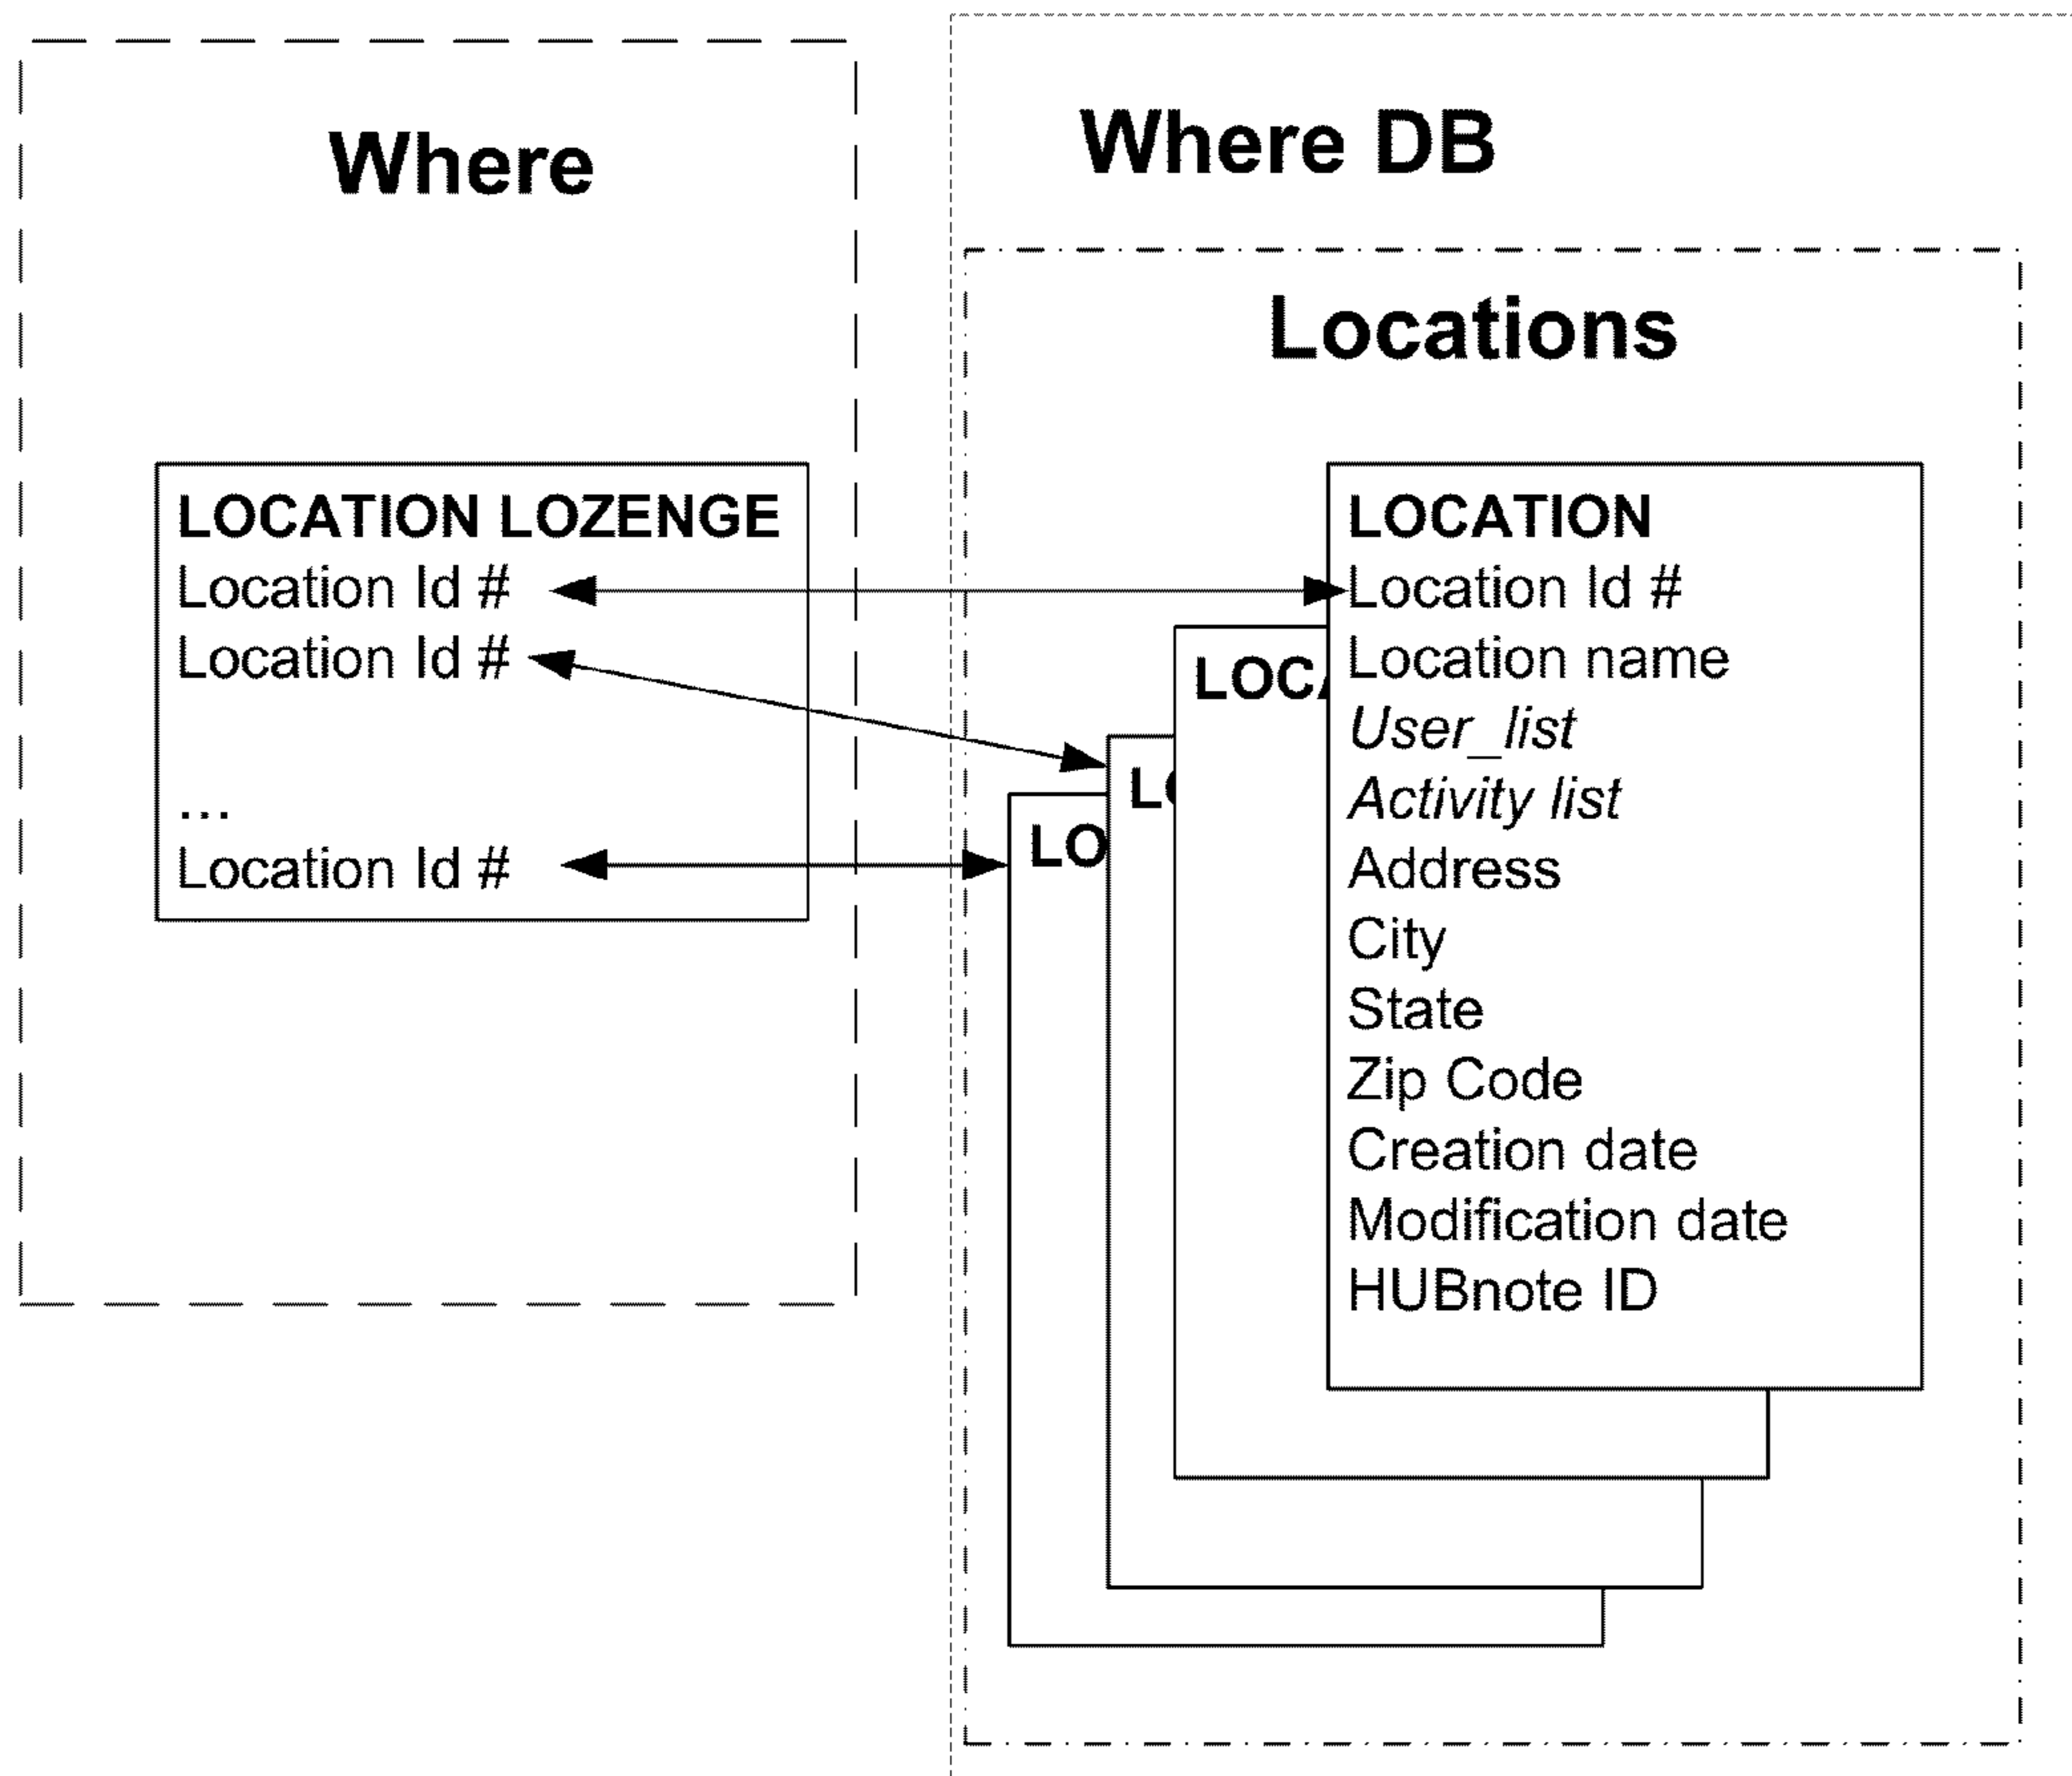 Where
LOCATION LOZENGE
Location Id #
Location Id #
...
Location Id #
Where DB
Locations
LOCATION
Location Id #
Location name
User_list
Activity list
Address
City
State
Zip Code
Creation date
Modification date
HUBnote ID